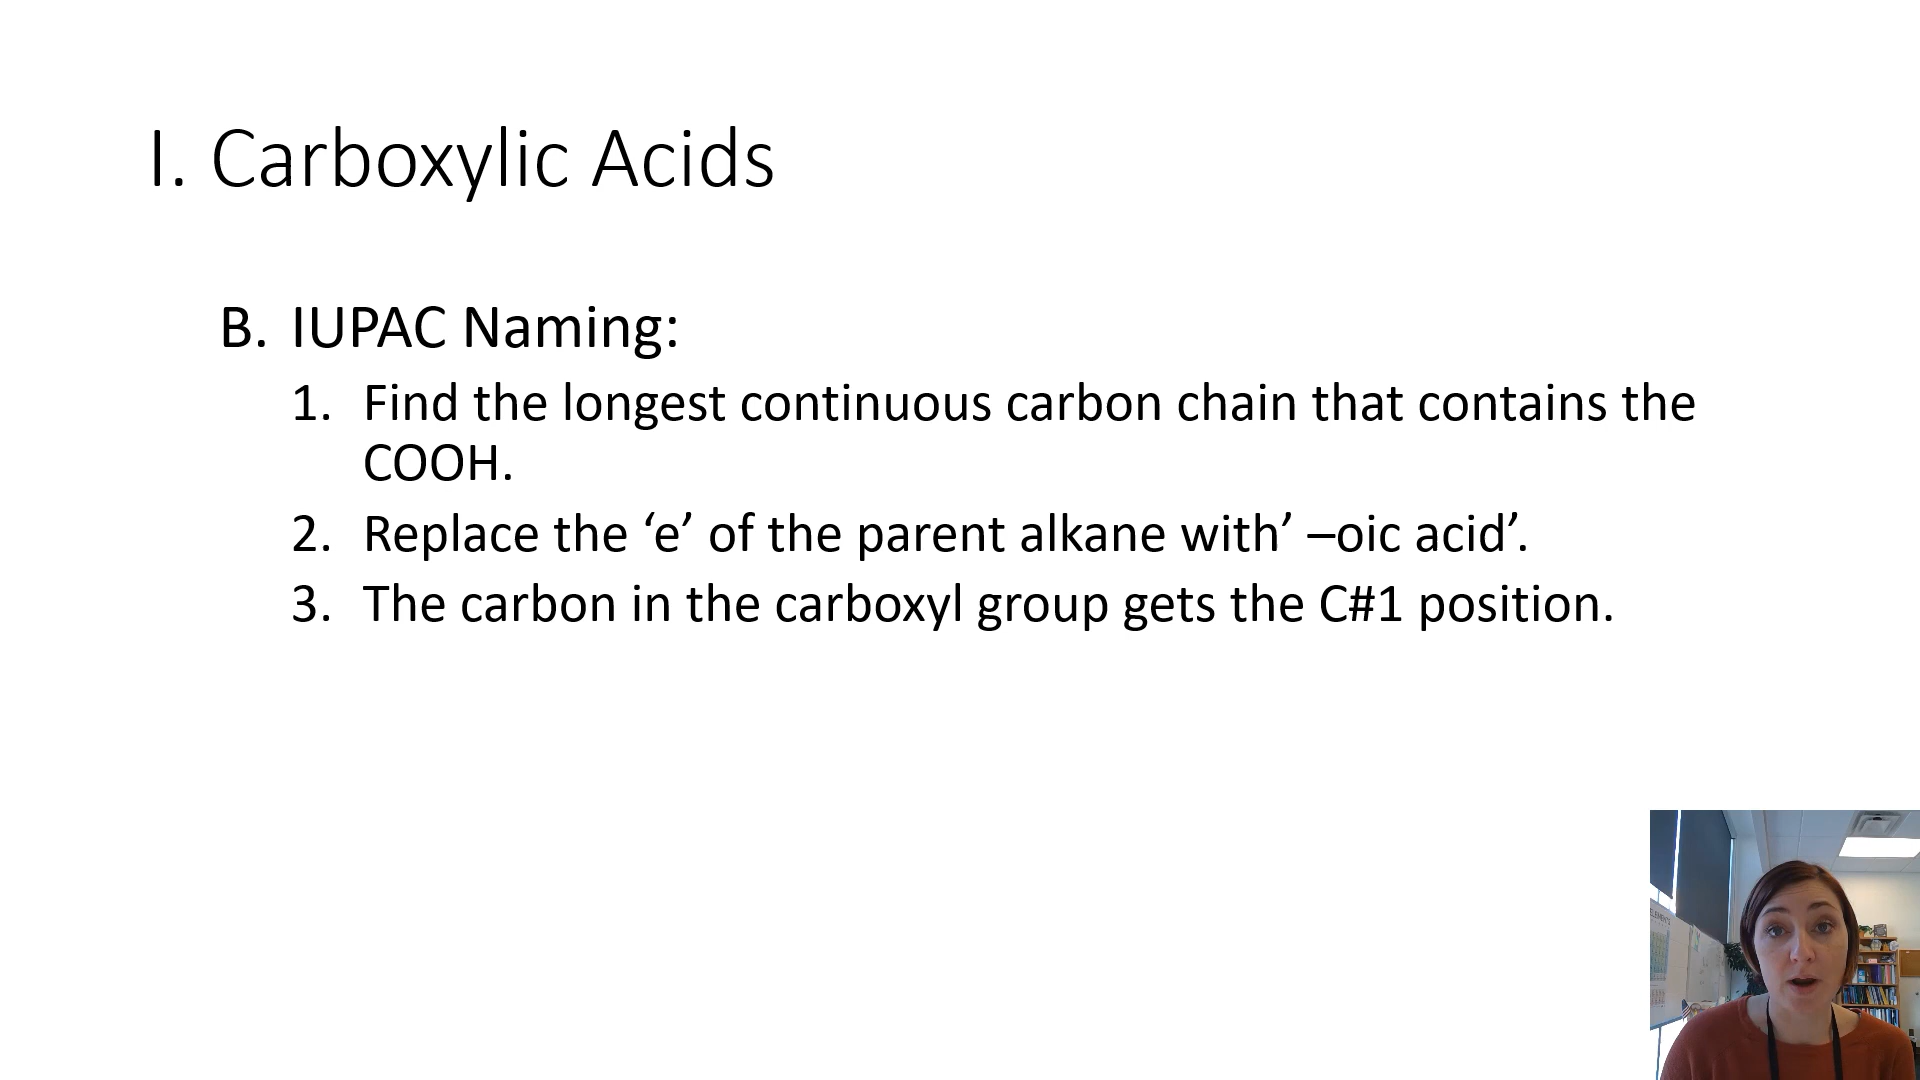 I. Carboxylic Acids
B. IUPAC Naming:
1. Find the longest continuous carbon chain that contains the
COOH.
2. Replace the ‘e’ of the parent alkane with’ –oic acid’.
3. The carbon in the carboxyl group gets the C#1 position.